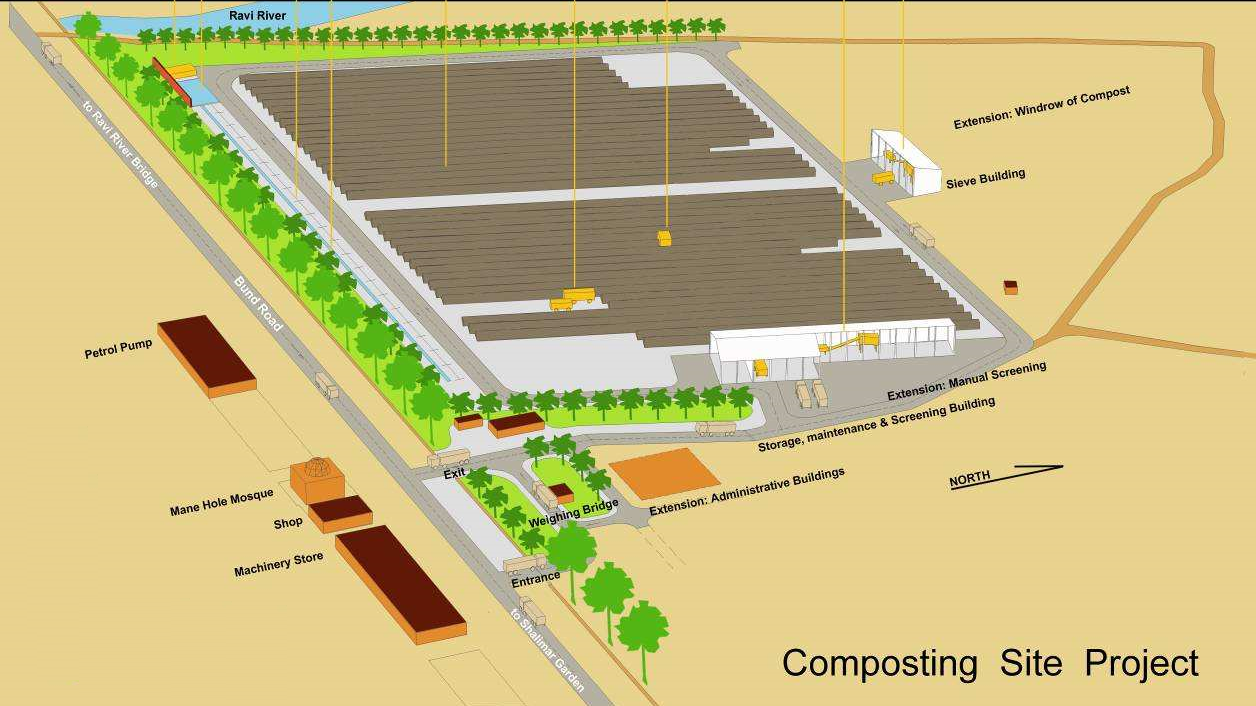 Ravi River
Extension: Windrow of Compost
to Ravi River Bridge
Sieve Building
Bund Road
Petrol Pump
Extension: Manual Screening
Storage, maintenance & Screening Building
Exit
NORTH
Extension: Administrative Buildings
Mane Hole Mosque
Weighing Bridge
Shop
Machinery Store
Entrance
to Shalimar Garden
Composting Site Project